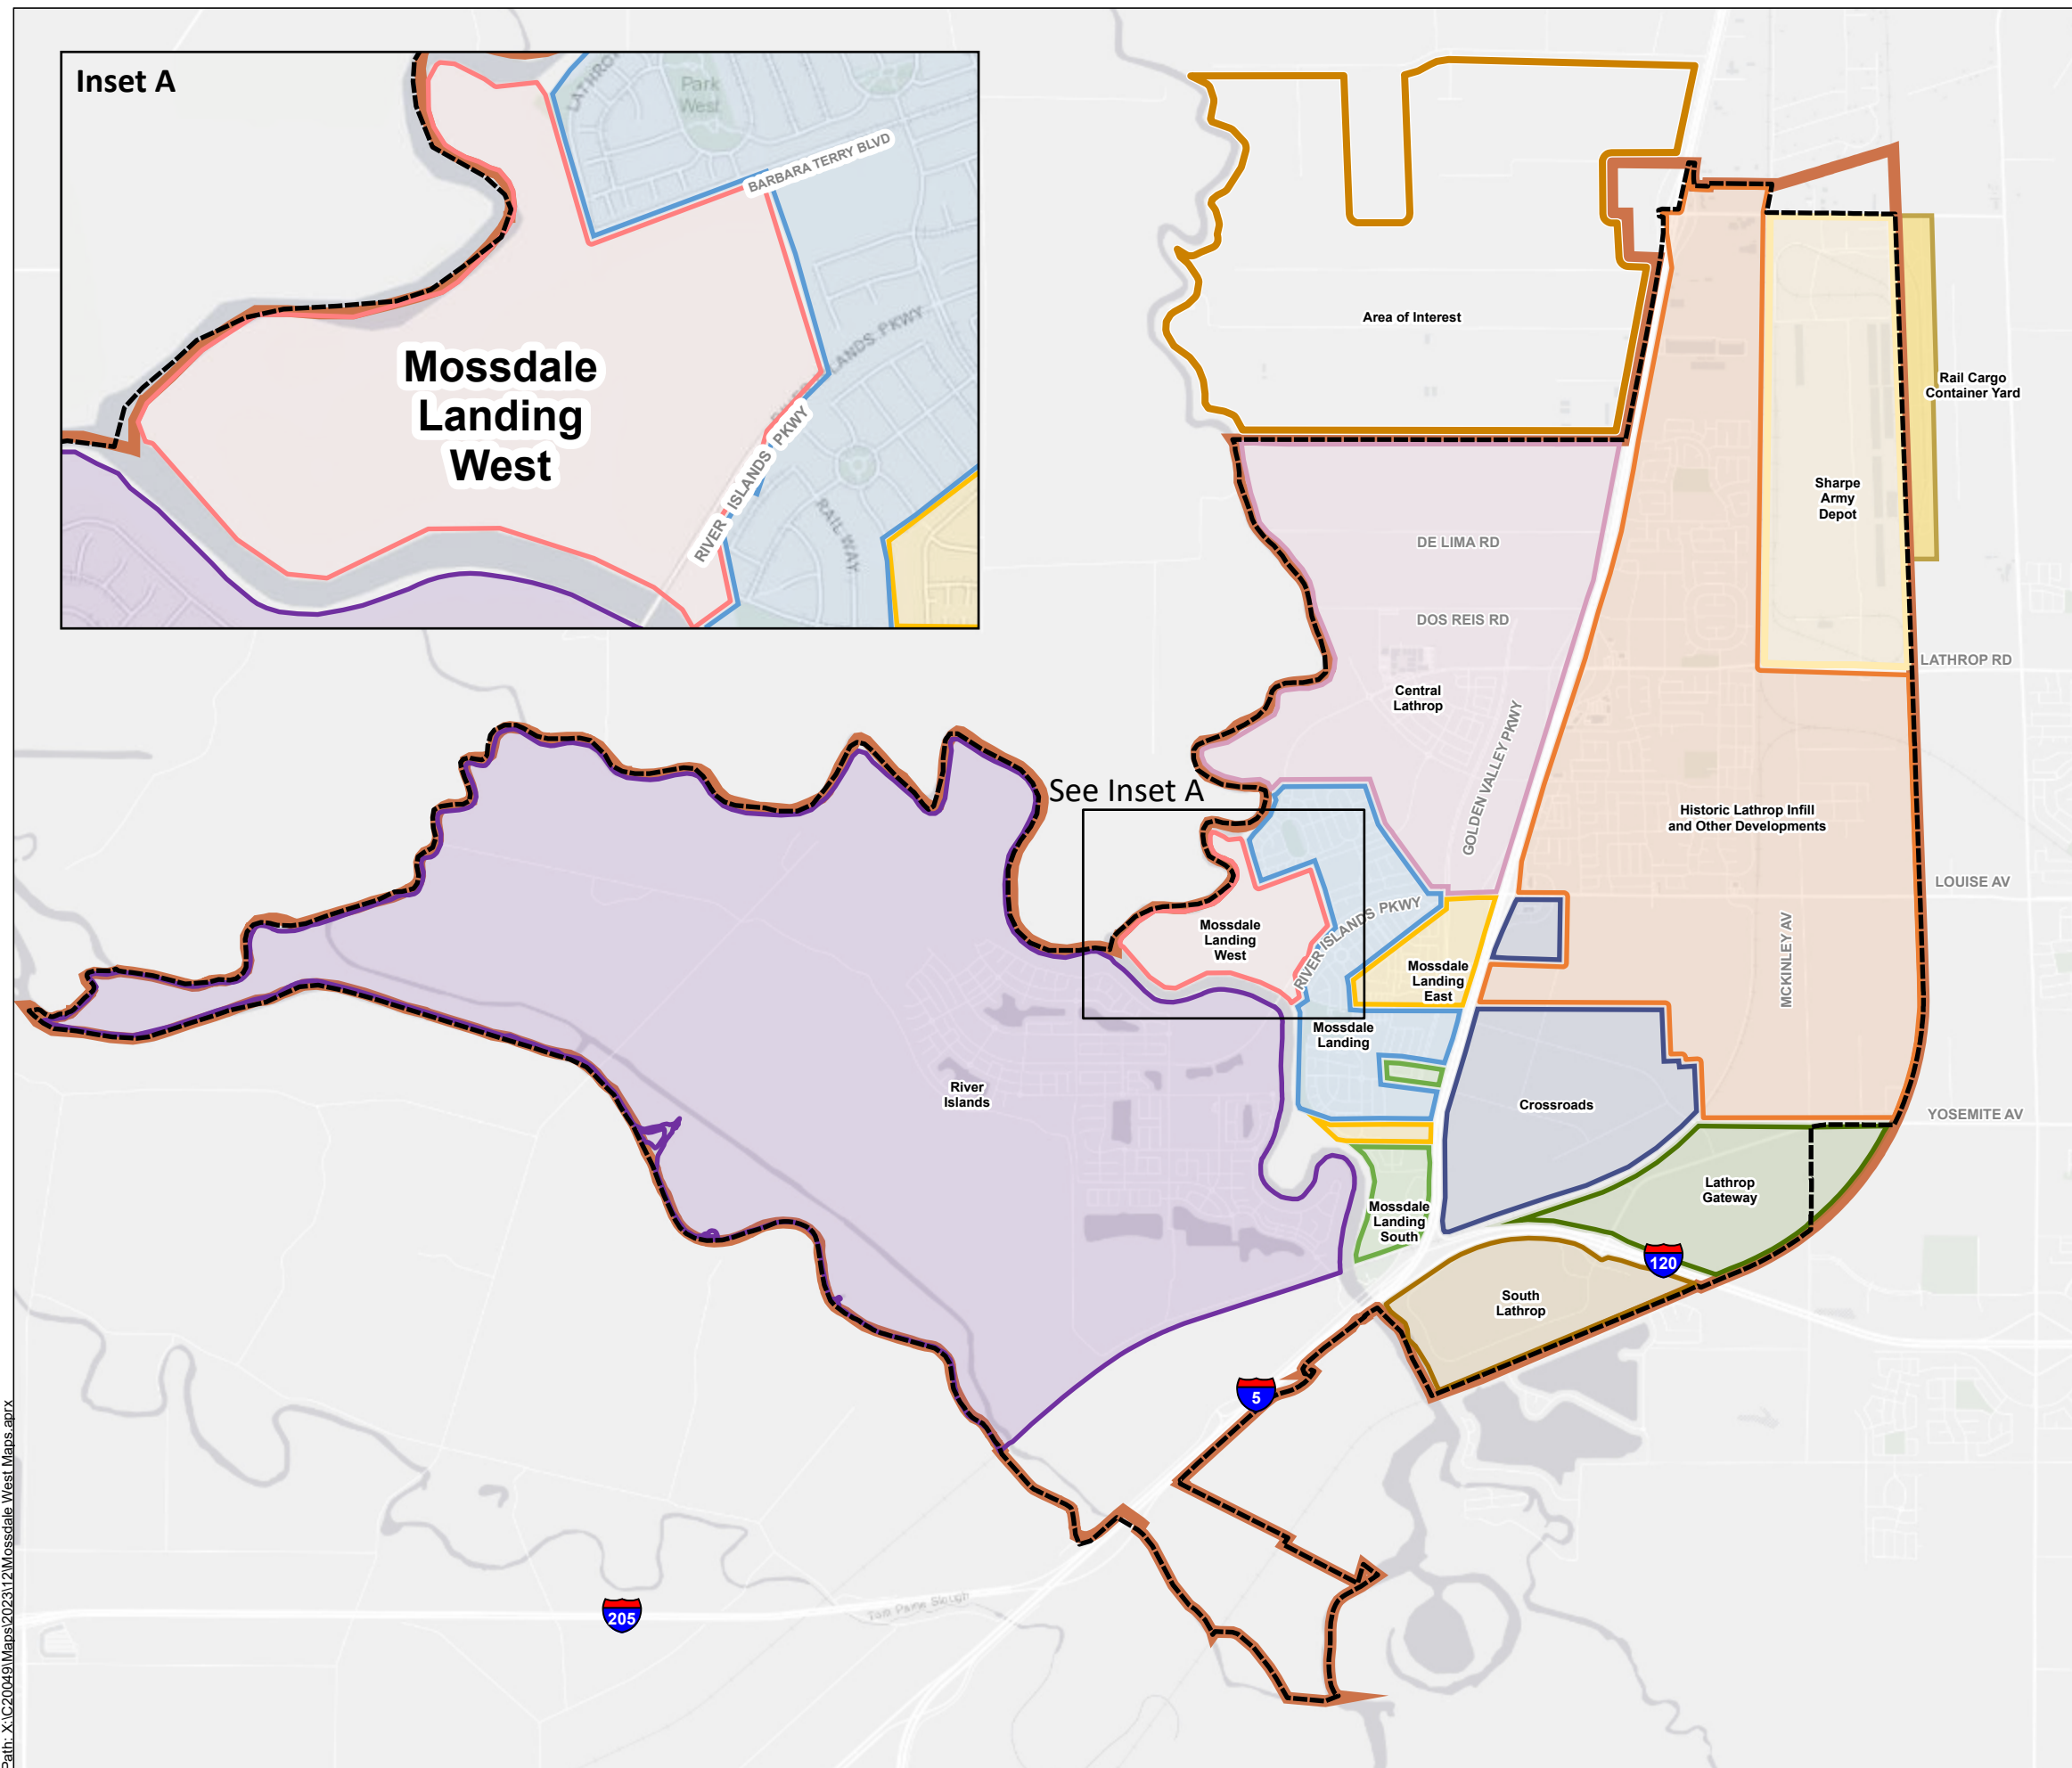 Inset A
LATHROP
Park
West
BARBARA TERRY BLVD
Mossdale
Landing
West
RIVER ISLANDS PKWY
RAIL WAY
Area of Interest
Rail Cargo
Container Yard
Sharpe
Army
Depot
DE LIMA RD
DOS REIS RD
LATHROP RD
Central
Lathrop
GOLDEN VALLEY PKWY
See Inset A
Historic Lathrop Infill
and Other Developments
LOUISE AV
Mossdale
Landing
West
RIVER ISLANDS PKWY
Mossdale
Landing
East
MCKINLEY AV
Mossdale
Landing
River
Islands
Crossroads
YOSEMITE AV
Lathrop
Gateway
Mossdale
Landing
South
120
South
Lathrop
5
205
Tom Paine Slough
Path: X:\C20049\Maps\2023\12\Mossdale West Maps.aprx